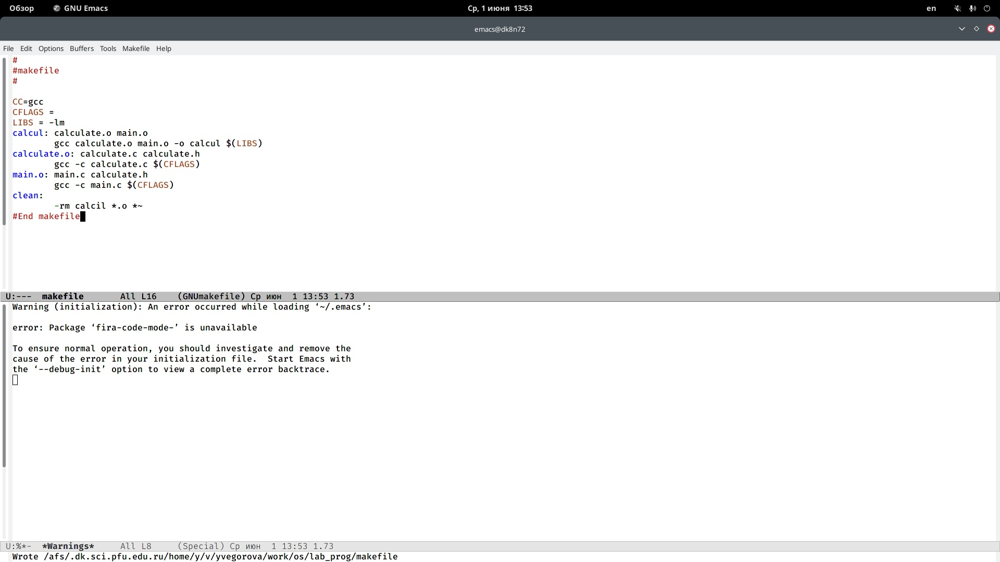 Обзор GNU Emacs Ср, 1 июня 13:53 en
emacs@dk8n72
File Edit Options Buffers Tools Makefile Help
#
#makefile
#
CC=gcc
CFLAGS =
LIBS = -lm
calcul: calculate.o main.o
        gcc calculate.o main.o -o calcul $(LIBS)
calculate.o: calculate.c calculate.h
        gcc -c calculate.c $(CFLAGS)
main.o: main.c calculate.h
        gcc -c main.c $(CFLAGS)
clean:
        -rm calcil *.o *~
#End makefile
U:---  makefile       All L16    (GNUmakefile) Ср июн  1 13:53 1.73
Warning (initialization): An error occurred while loading ‘~/.emacs’:
error: Package ‘fira-code-mode-’ is unavailable
To ensure normal operation, you should investigate and remove the
cause of the error in your initialization file.  Start Emacs with
the ‘--debug-init’ option to view a complete error backtrace.
U:%*-  *Warnings*     All L8     (Special) Ср июн  1 13:53 1.73
Wrote /afs/.dk.sci.pfu.edu.ru/home/y/v/yvegorova/work/os/lab_prog/makefile